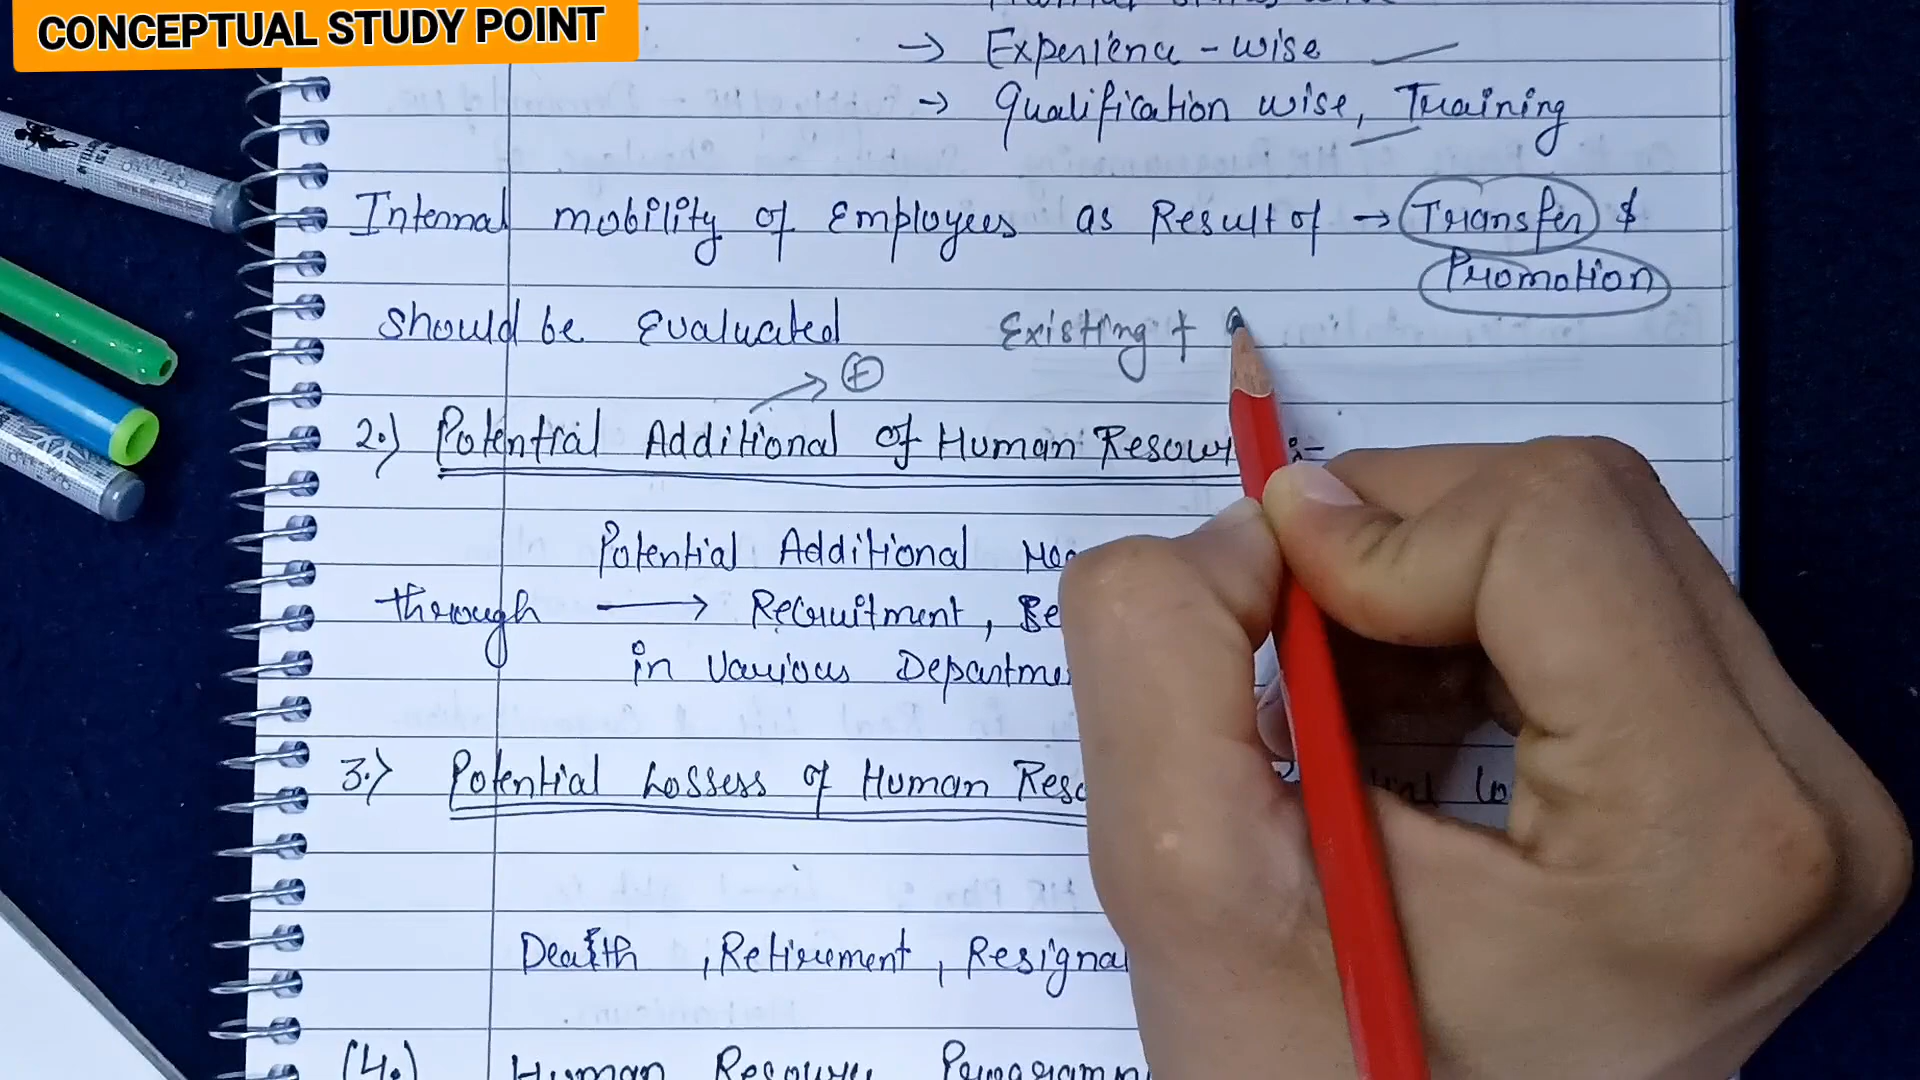 CONCEPTUAL STUDY POINT
→ Experience - wise
→ Qualification wise, Training
Internal mobility of Employees as Result of → Transfer &
Promotion
should be Evaluated Existing +
→ +
2.) Potential Additional of Human Resour :-
Potential Additional
through → Recruitment,
in Various
3.) Potential Lossess of Human
Death , Retirement ,
(4.) Human Resource